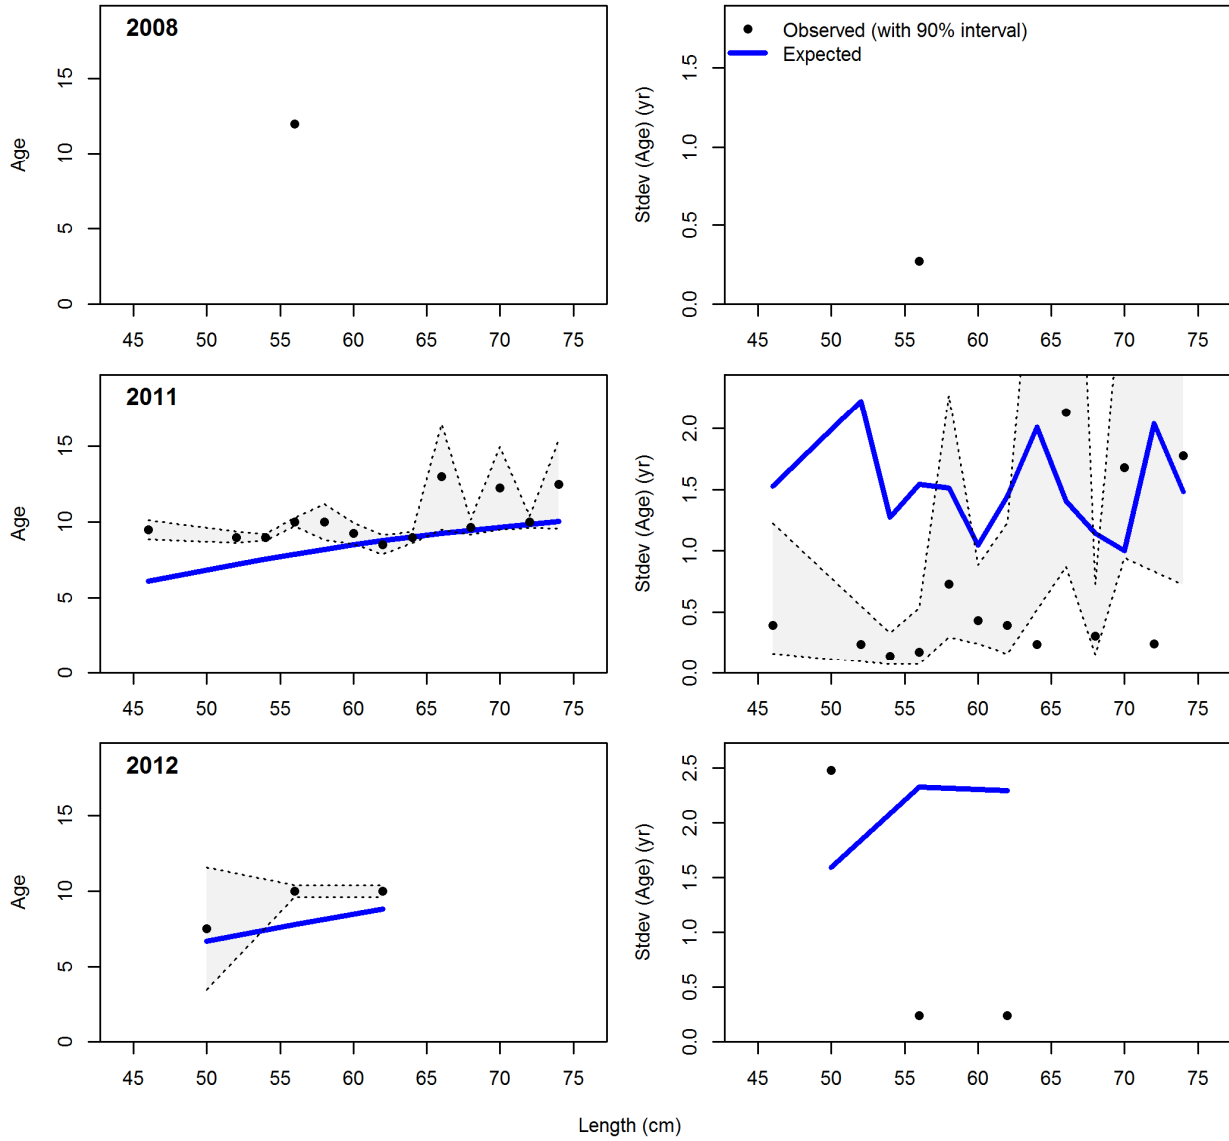 2008
Age
0 5 10 15
45 50 55 60 65 70 75
Observed (with 90% interval)
Expected
Stdev (Age) (yr)
0.0 0.5 1.0 1.5
45 50 55 60 65 70 75
2011
Age
0 5 10 15
45 50 55 60 65 70 75
Stdev (Age) (yr)
0.0 0.5 1.0 1.5 2.0
45 50 55 60 65 70 75
2012
Age
0 5 10 15
45 50 55 60 65 70 75
Stdev (Age) (yr)
0.0 0.5 1.0 1.5 2.0 2.5
45 50 55 60 65 70 75
Length (cm)